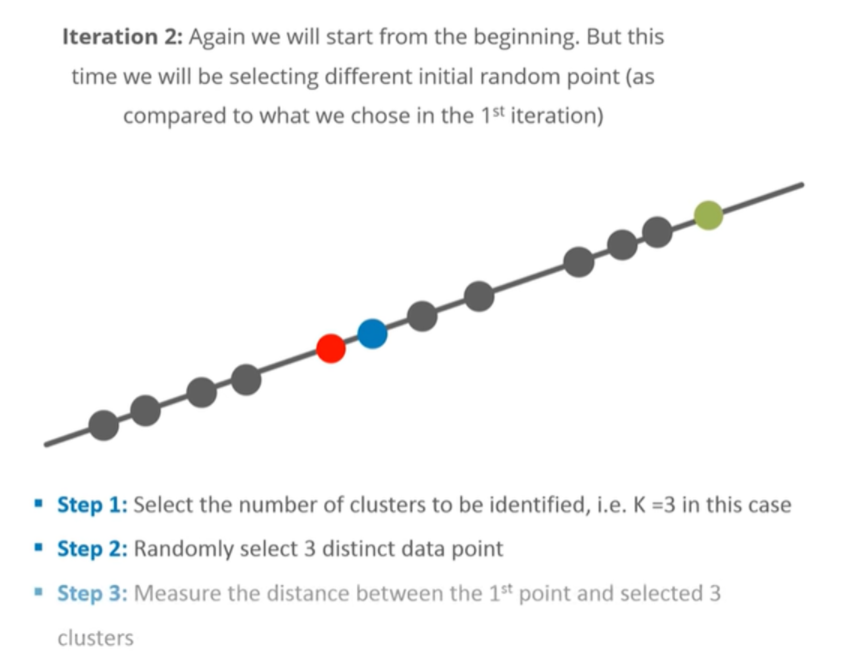 Iteration 2: Again we will start from the beginning. But this
time we will be selecting different initial random point (as
compared to what we chose in the 1st iteration)
▪ Step 1: Select the number of clusters to be identified, i.e. K =3 in this case
▪ Step 2: Randomly select 3 distinct data point
▪ Step 3: Measure the distance between the 1st point and selected 3
clusters